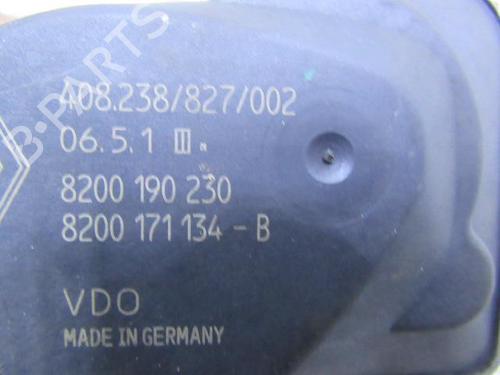 B-PARTS
408.238/827/002
06.5.1 III
8200 190 230
8200 171 134 - B
VDO
MADE IN GERMANY